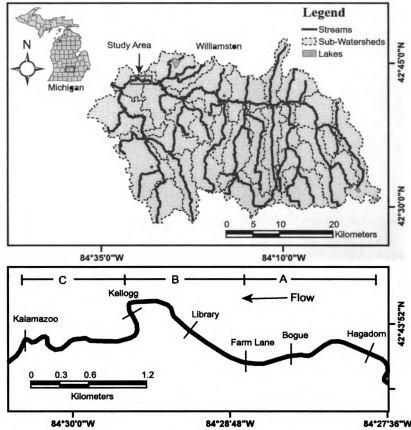 Legend
Streams
Sub-Watersheds
Lakes
N
Michigan
Study Area
Williamston
0 5 10 20
Kilometers
42°45'0"N
42°30'0"N
84°35'0"W 84°10'0"W
C B A
Flow
Kellogg
Kalamazoo
Library
Farm Lane
Bogue
Hagadorn
0 0.3 0.6 1.2
Kilometers
42°43'52"N
84°30'0"W 84°28'48"W 84°27'36"W